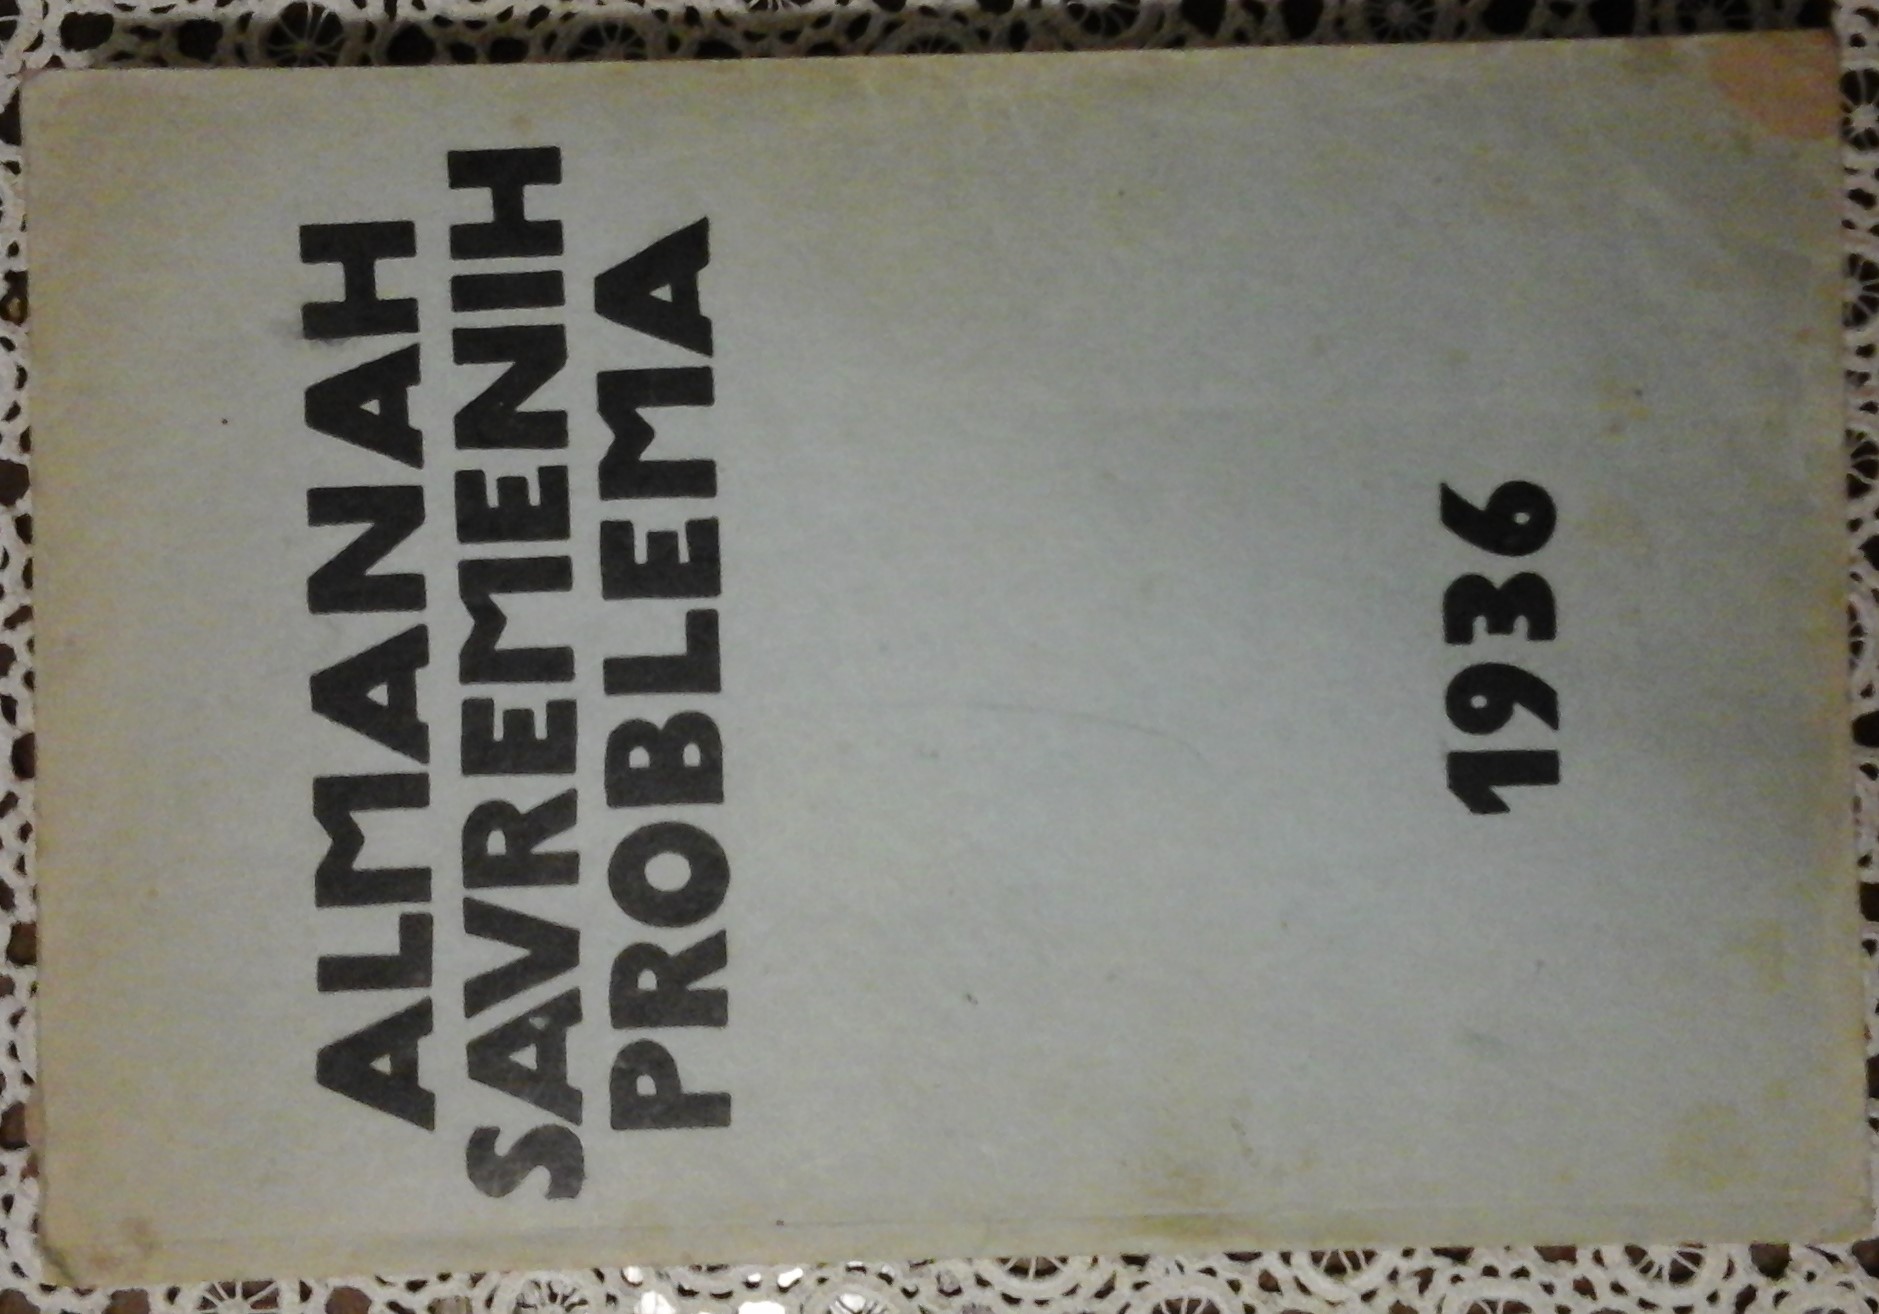 ALMANAH
SAVREMENIH
PROBLEMA
1936